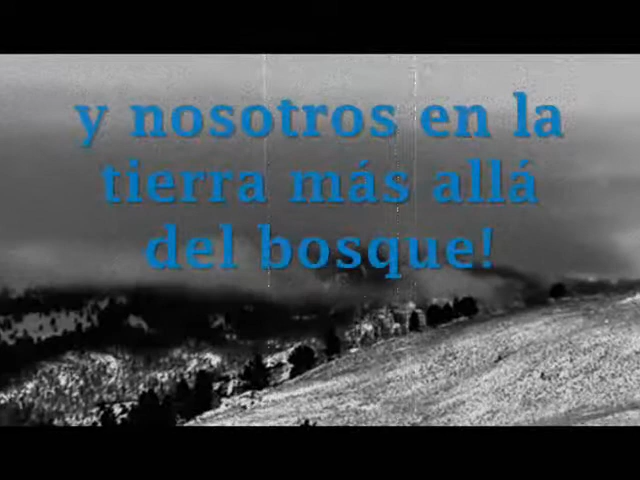 y nosotros en la
tierra más allá
del bosque!